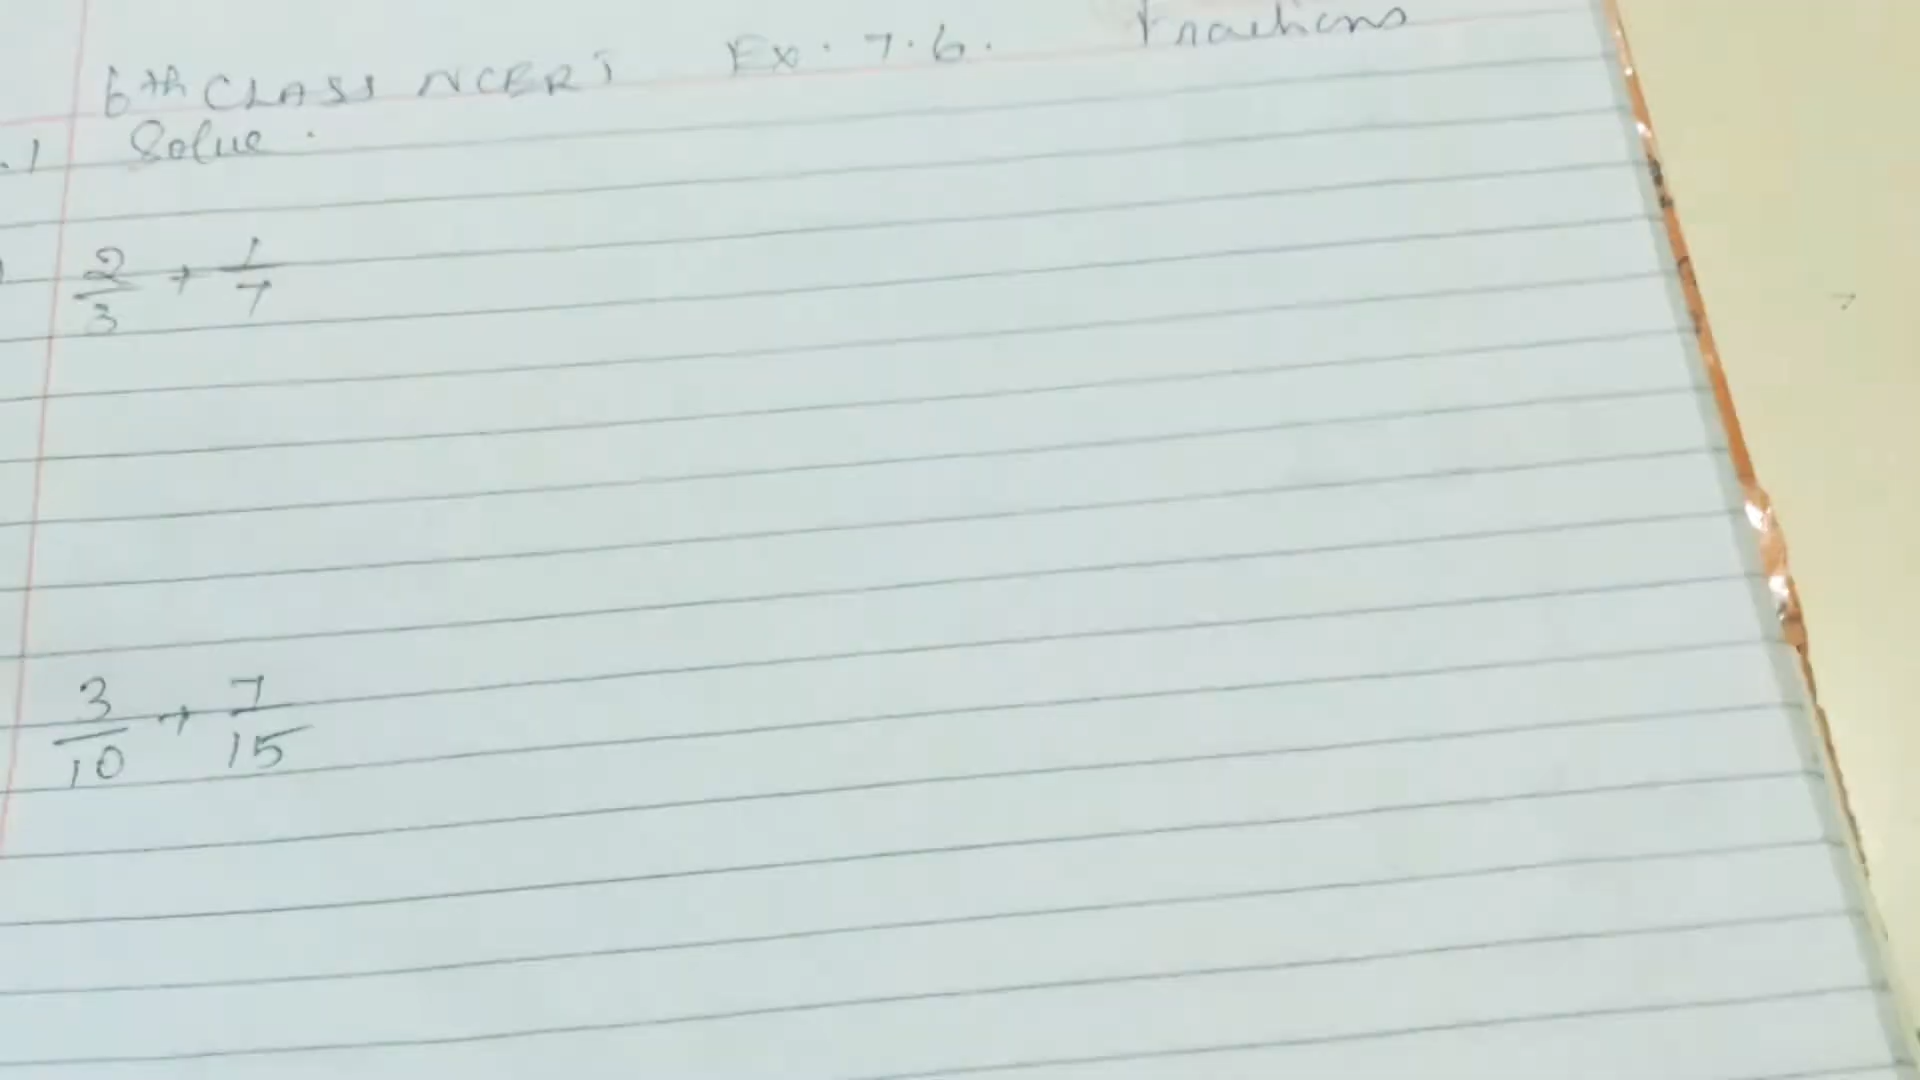 6th CLASS NCERT Ex. 7.6. Fractions
.1 Solve.
2/3 + 1/7
3/10 + 7/15